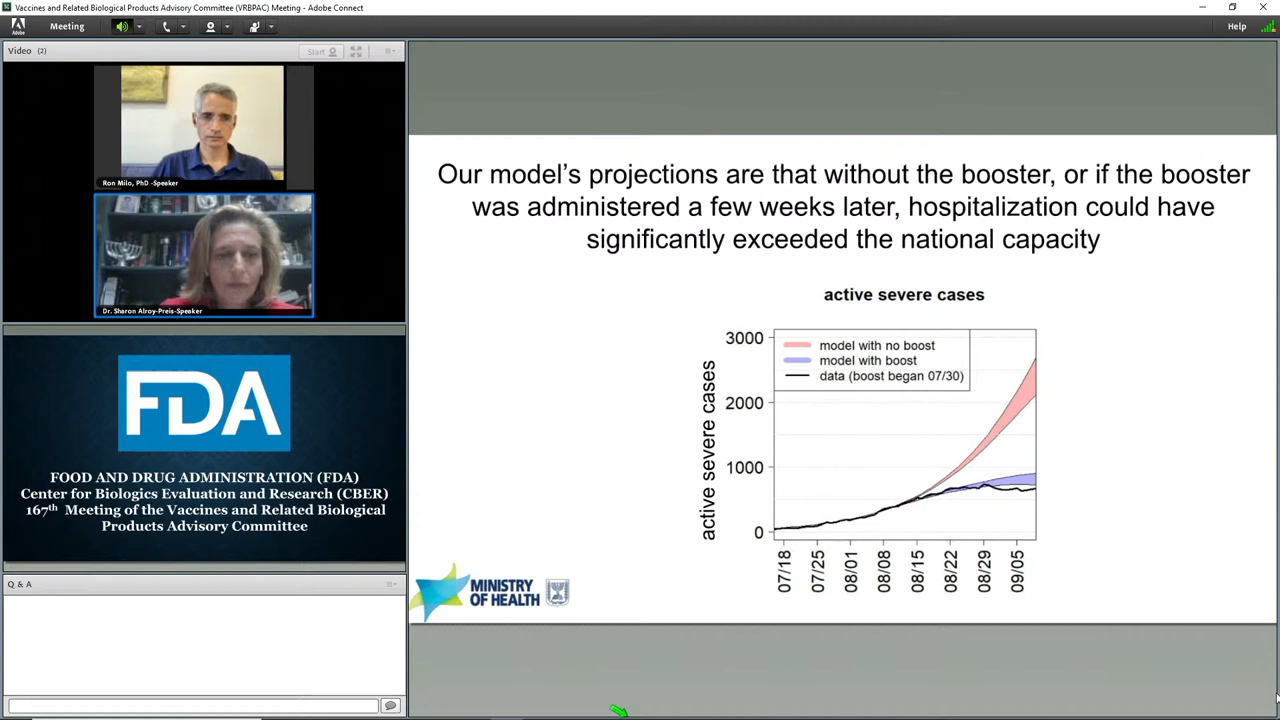 Vaccines and Related Biological Products Advisory Committee (VRBPAC) Meeting - Adobe Connect
Adobe
Meeting
Help
Video (2)
Start
Ron Milo, PhD -Speaker
Dr. Sharon Alroy-Preis-Speaker
FDA
FOOD AND DRUG ADMINISTRATION (FDA)
Center for Biologics Evaluation and Research (CBER)
167th Meeting of the Vaccines and Related Biological
Products Advisory Committee
Q & A
Our model's projections are that without the booster, or if the booster
was administered a few weeks later, hospitalization could have
significantly exceeded the national capacity
active severe cases
active severe cases
3000
2000
1000
0
model with no boost
model with boost
data (boost began 07/30)
07/18
07/25
08/01
08/08
08/15
08/22
08/29
09/05
MINISTRY
OF HEALTH